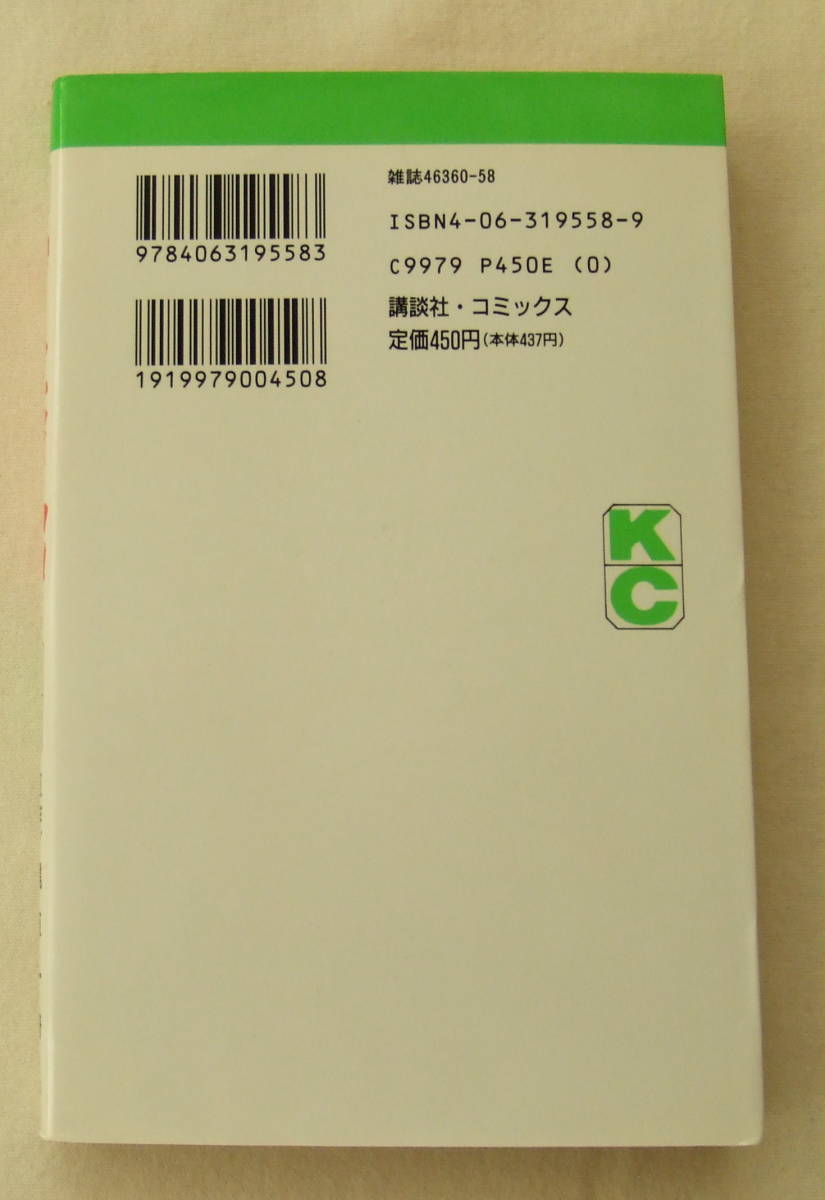 雑誌46360-58
9784063195583
ISBN4-06-319558-9
C9979 P450E (0)
1919979004508
講談社・コミックス
定価450円(本体437円)
K
C